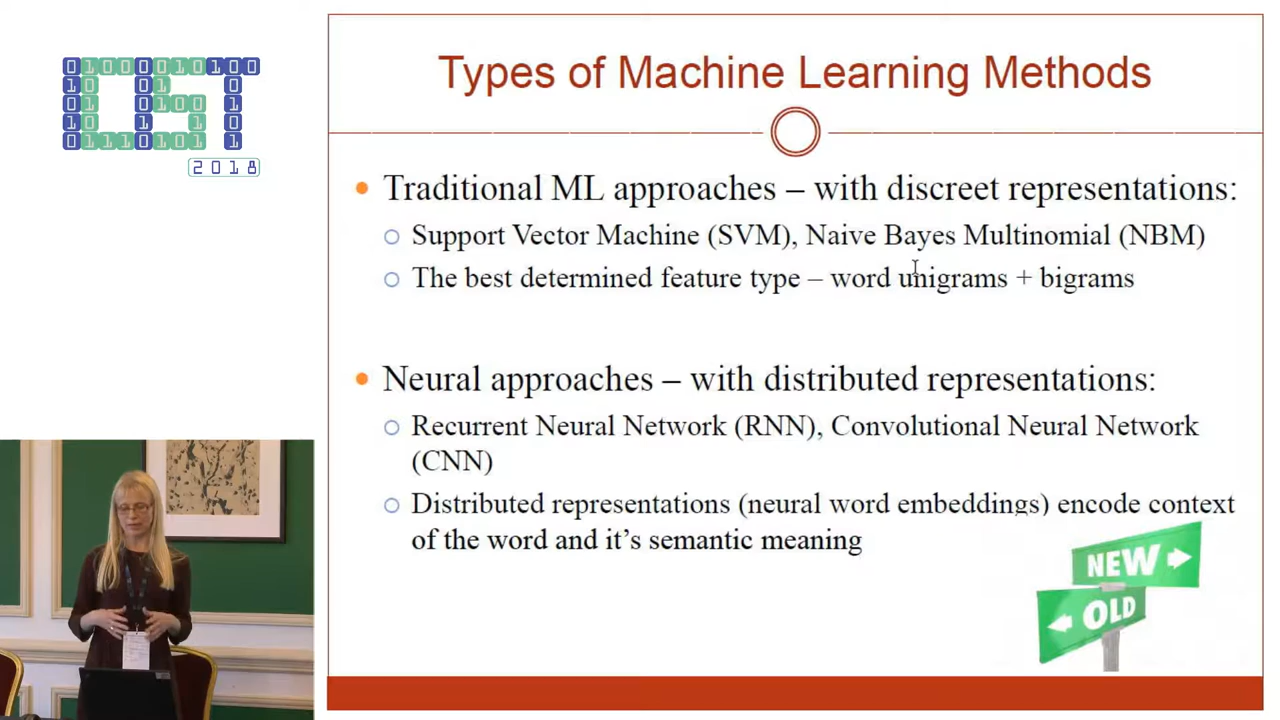 2018
Types of Machine Learning Methods
Traditional ML approaches – with discreet representations:
Support Vector Machine (SVM), Naive Bayes Multinomial (NBM)
The best determined feature type – word unigrams + bigrams
Neural approaches – with distributed representations:
Recurrent Neural Network (RNN), Convolutional Neural Network
(CNN)
Distributed representations (neural word embeddings) encode context
of the word and it's semantic meaning
NEW
OLD